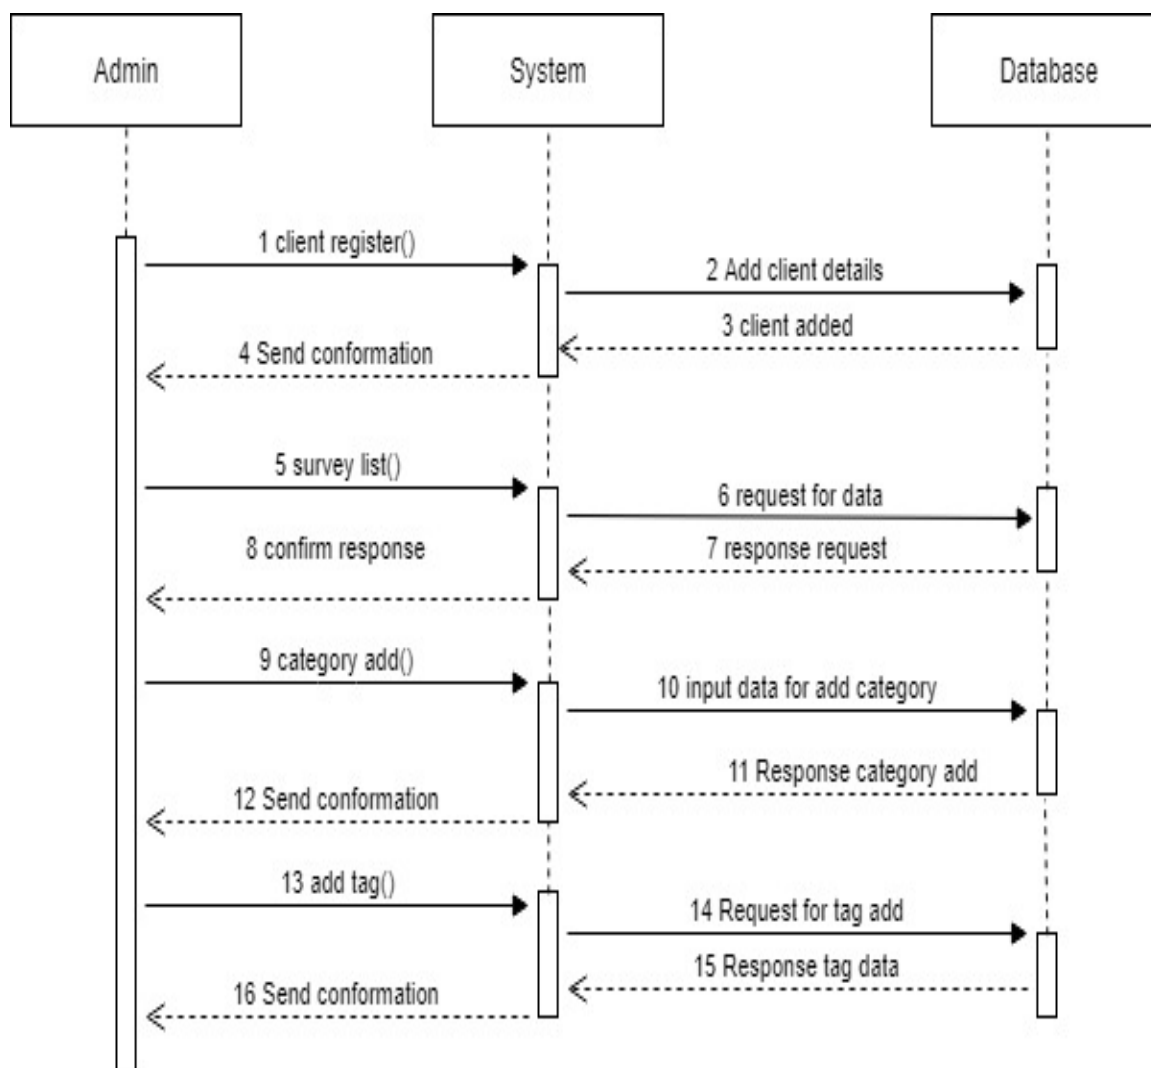 Admin
System
Database
1 client register()
2 Add client details
3 client added
4 Send conformation
5 survey list()
6 request for data
7 response request
8 confirm response
9 category add()
10 input data for add category
11 Response category add
12 Send conformation
13 add tag()
14 Request for tag add
15 Response tag data
16 Send conformation